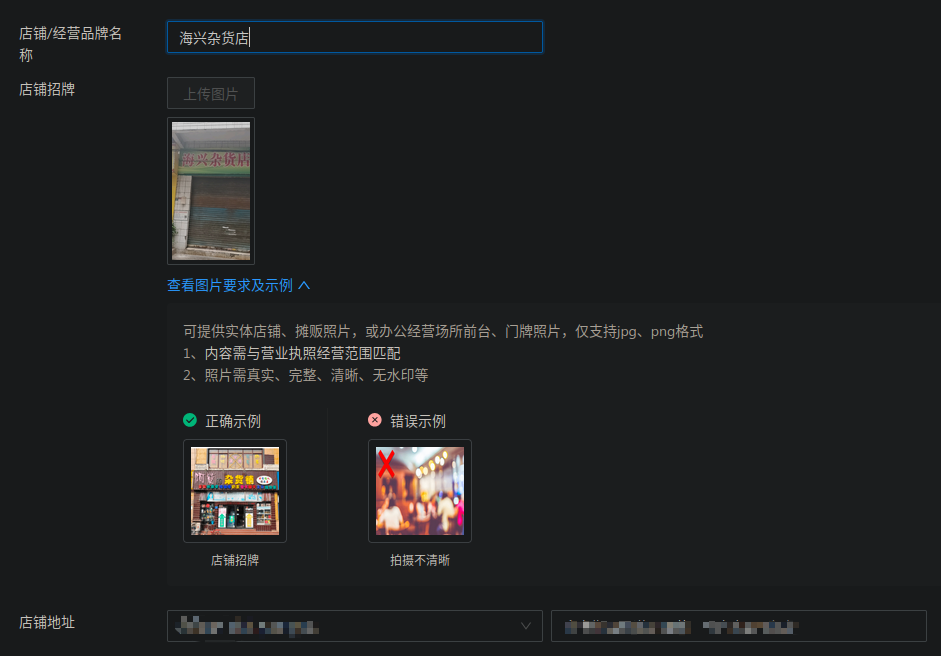 店铺/经营品牌名
称
海兴杂货店
店铺招牌
上传图片
海兴杂货店
查看图片要求及示例
可提供实体店铺、摊贩照片，或办公经营场所前台、门牌照片，仅支持jpg、png格式
1、内容需与营业执照经营范围匹配
2、照片需真实、完整、清晰、无水印等
正确示例
错误示例
杂货铺
店铺招牌
拍摄不清晰
店铺地址